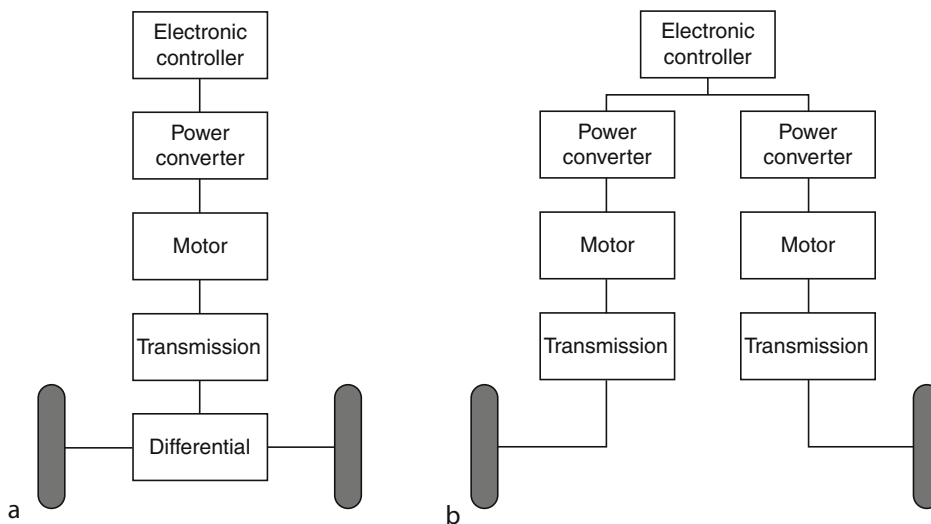 Electronic
controller
Power
converter
Motor
Transmission
Differential
a
Electronic
controller
Power
converter
Power
converter
Motor
Motor
Transmission
Transmission
b